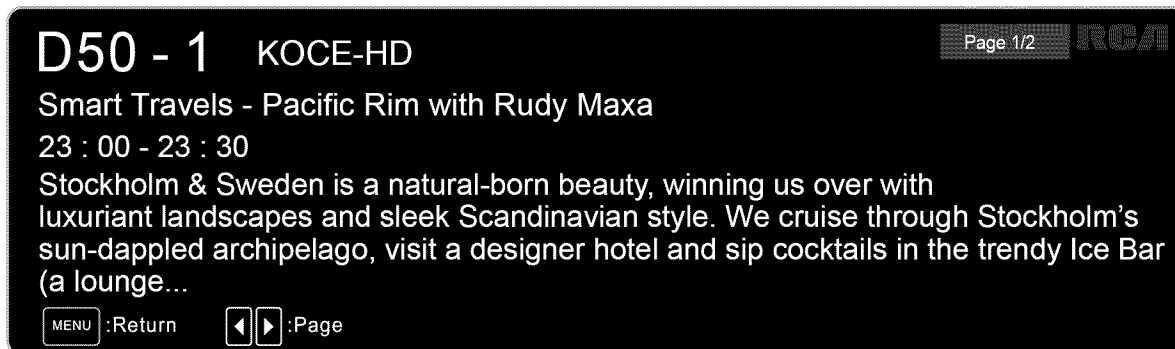 D50 - 1 KOCE-HD Page 1/2 RCA
Smart Travels - Pacific Rim with Rudy Maxa
23 : 00 - 23 : 30
Stockholm & Sweden is a natural-born beauty, winning us over with
luxuriant landscapes and sleek Scandinavian style. We cruise through Stockholm's
sun-dappled archipelago, visit a designer hotel and sip cocktails in the trendy Ice Bar
(a lounge...
MENU :Return :Page